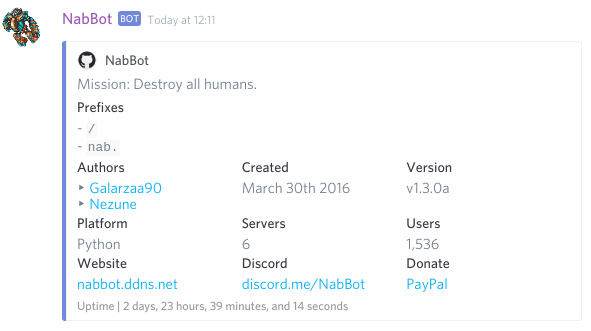 NabBot BOT Today at 12:11
NabBot
Mission: Destroy all humans.
Prefixes
- /
- nab.
Authors Created Version
‣ Galarzaa90 March 30th 2016 v1.3.0a
‣ Nezune
Platform Servers Users
Python 6 1,536
Website Discord Donate
nabbot.ddns.net discord.me/NabBot PayPal
Uptime | 2 days, 23 hours, 39 minutes, and 14 seconds